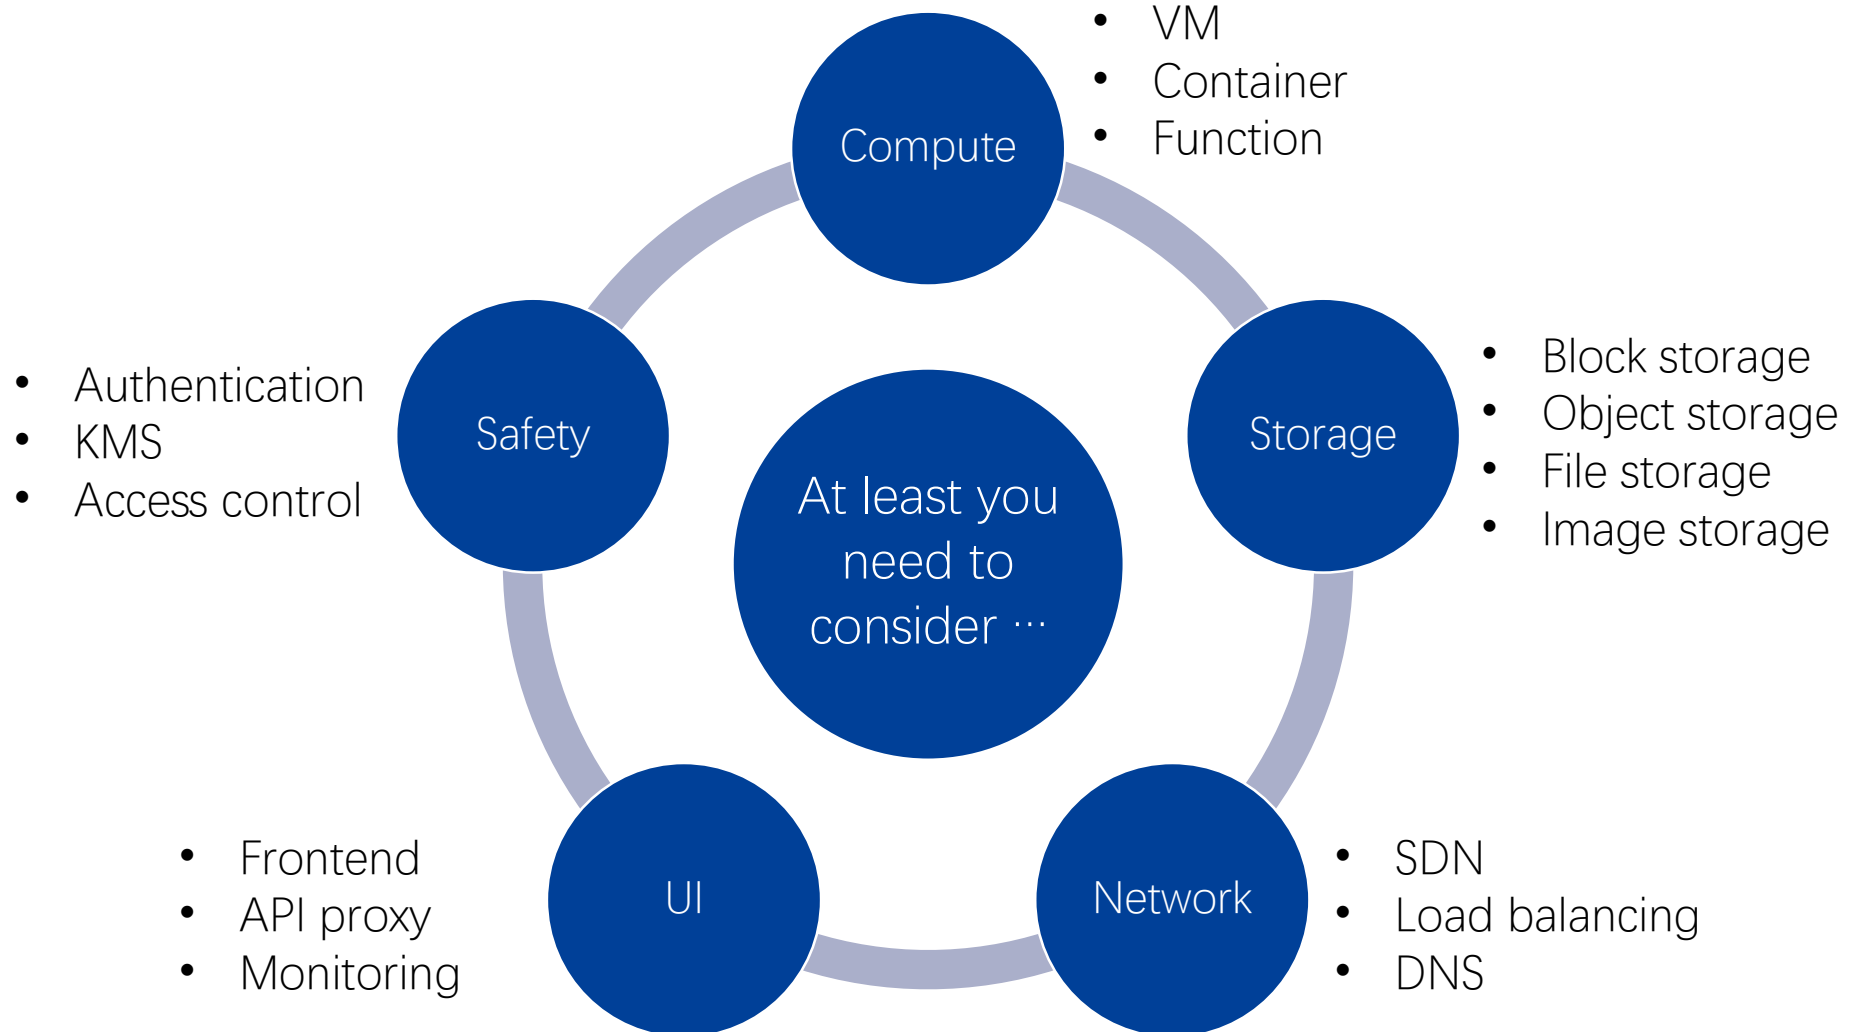 Compute
• VM
• Container
• Function
Storage
• Block storage
• Object storage
• File storage
• Image storage
Network
• SDN
• Load balancing
• DNS
UI
• Frontend
• API proxy
• Monitoring
Safety
• Authentication
• KMS
• Access control
At least you
need to
consider …